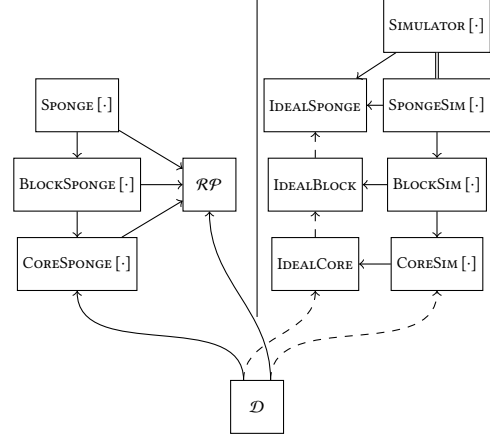 SIMULATOR [·]
SPONGE [·]
IDEALSPONGE
SPONGESIM [·]
BLOCKSPONGE [·]
𝓡𝓟
IDEALBLOCK
BLOCKSIM [·]
CORESPONGE [·]
IDEALCORE
CORESIM [·]
𝓓